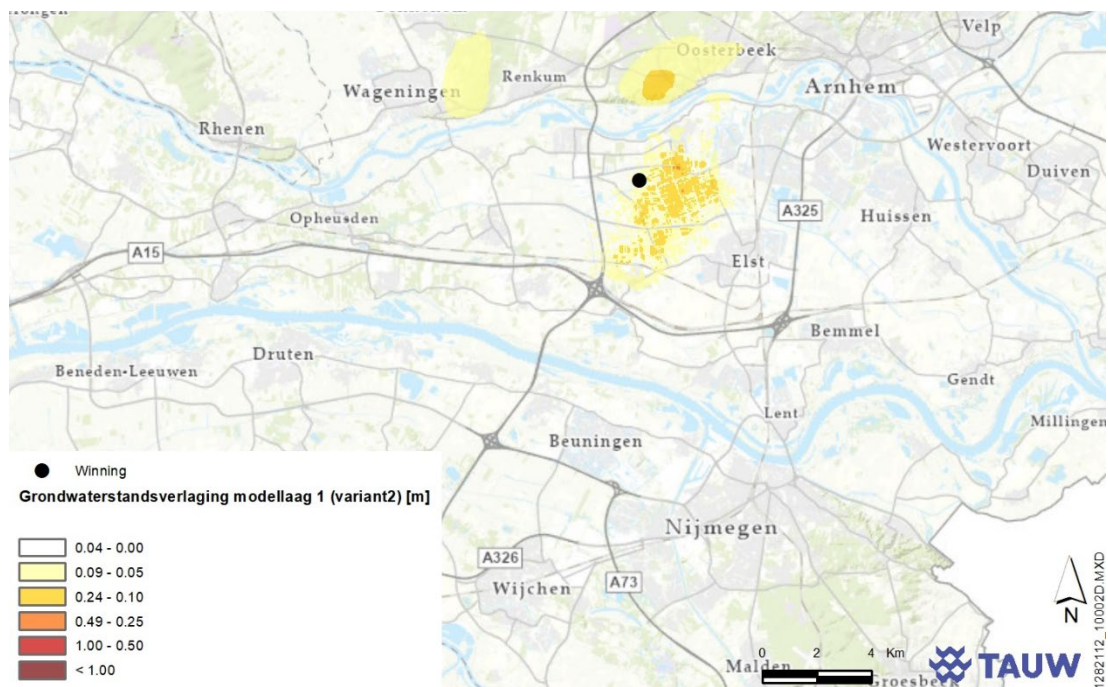 Velp
Oosterbeek
Renkum
Arnhem
Wageningen
Rhenen
Westervoort
Duiven
Opheusden
A325
Huissen
A15
Elst
Bemmel
Druten
Beneden-Leeuwen
Gendt
Lent
Millingen
Beuningen
Winning
Grondwaterstandsverlaging modellaag 1 (variant2) [m]
Nijmegen
0.04 - 0.00
0.09 - 0.05
A326
0.24 - 0.10
A73
Wijchen
0.49 - 0.25
N
1.00 - 0.50
0 2 4 Km
< 1.00
Malden
TAUW
Groesbeek
1282112_10002D.MXD